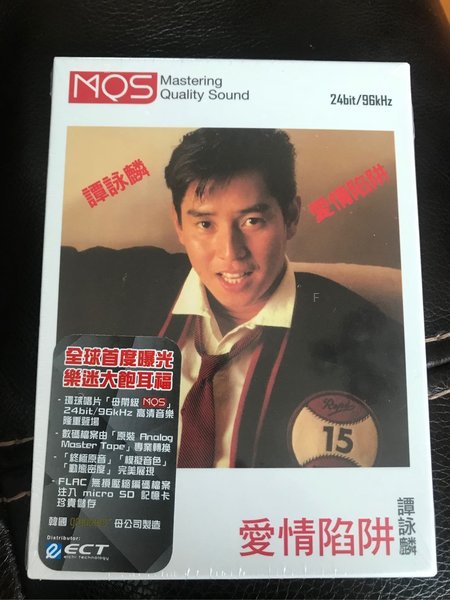 MQS Mastering
Quality Sound
24bit/96kHz
譚詠麟
愛情陷阱
F
15
全球首度曝光
樂迷大飽耳福
·環球唱片「母帶級 MQS」
24bit/96kHz 高清音樂
隆重登場
·數碼檔案由「原裝 Analog
Master Tape」專業轉換
·「終極原音」「模擬音色」
「動態密度」完美展現
FLAC 無損壓縮編碼檔案
注入 micro SD 記憶卡
珍貴儲存
韓國
母公司製造
Distributor:
ECT
eichi technology
愛情陷阱
譚詠麟